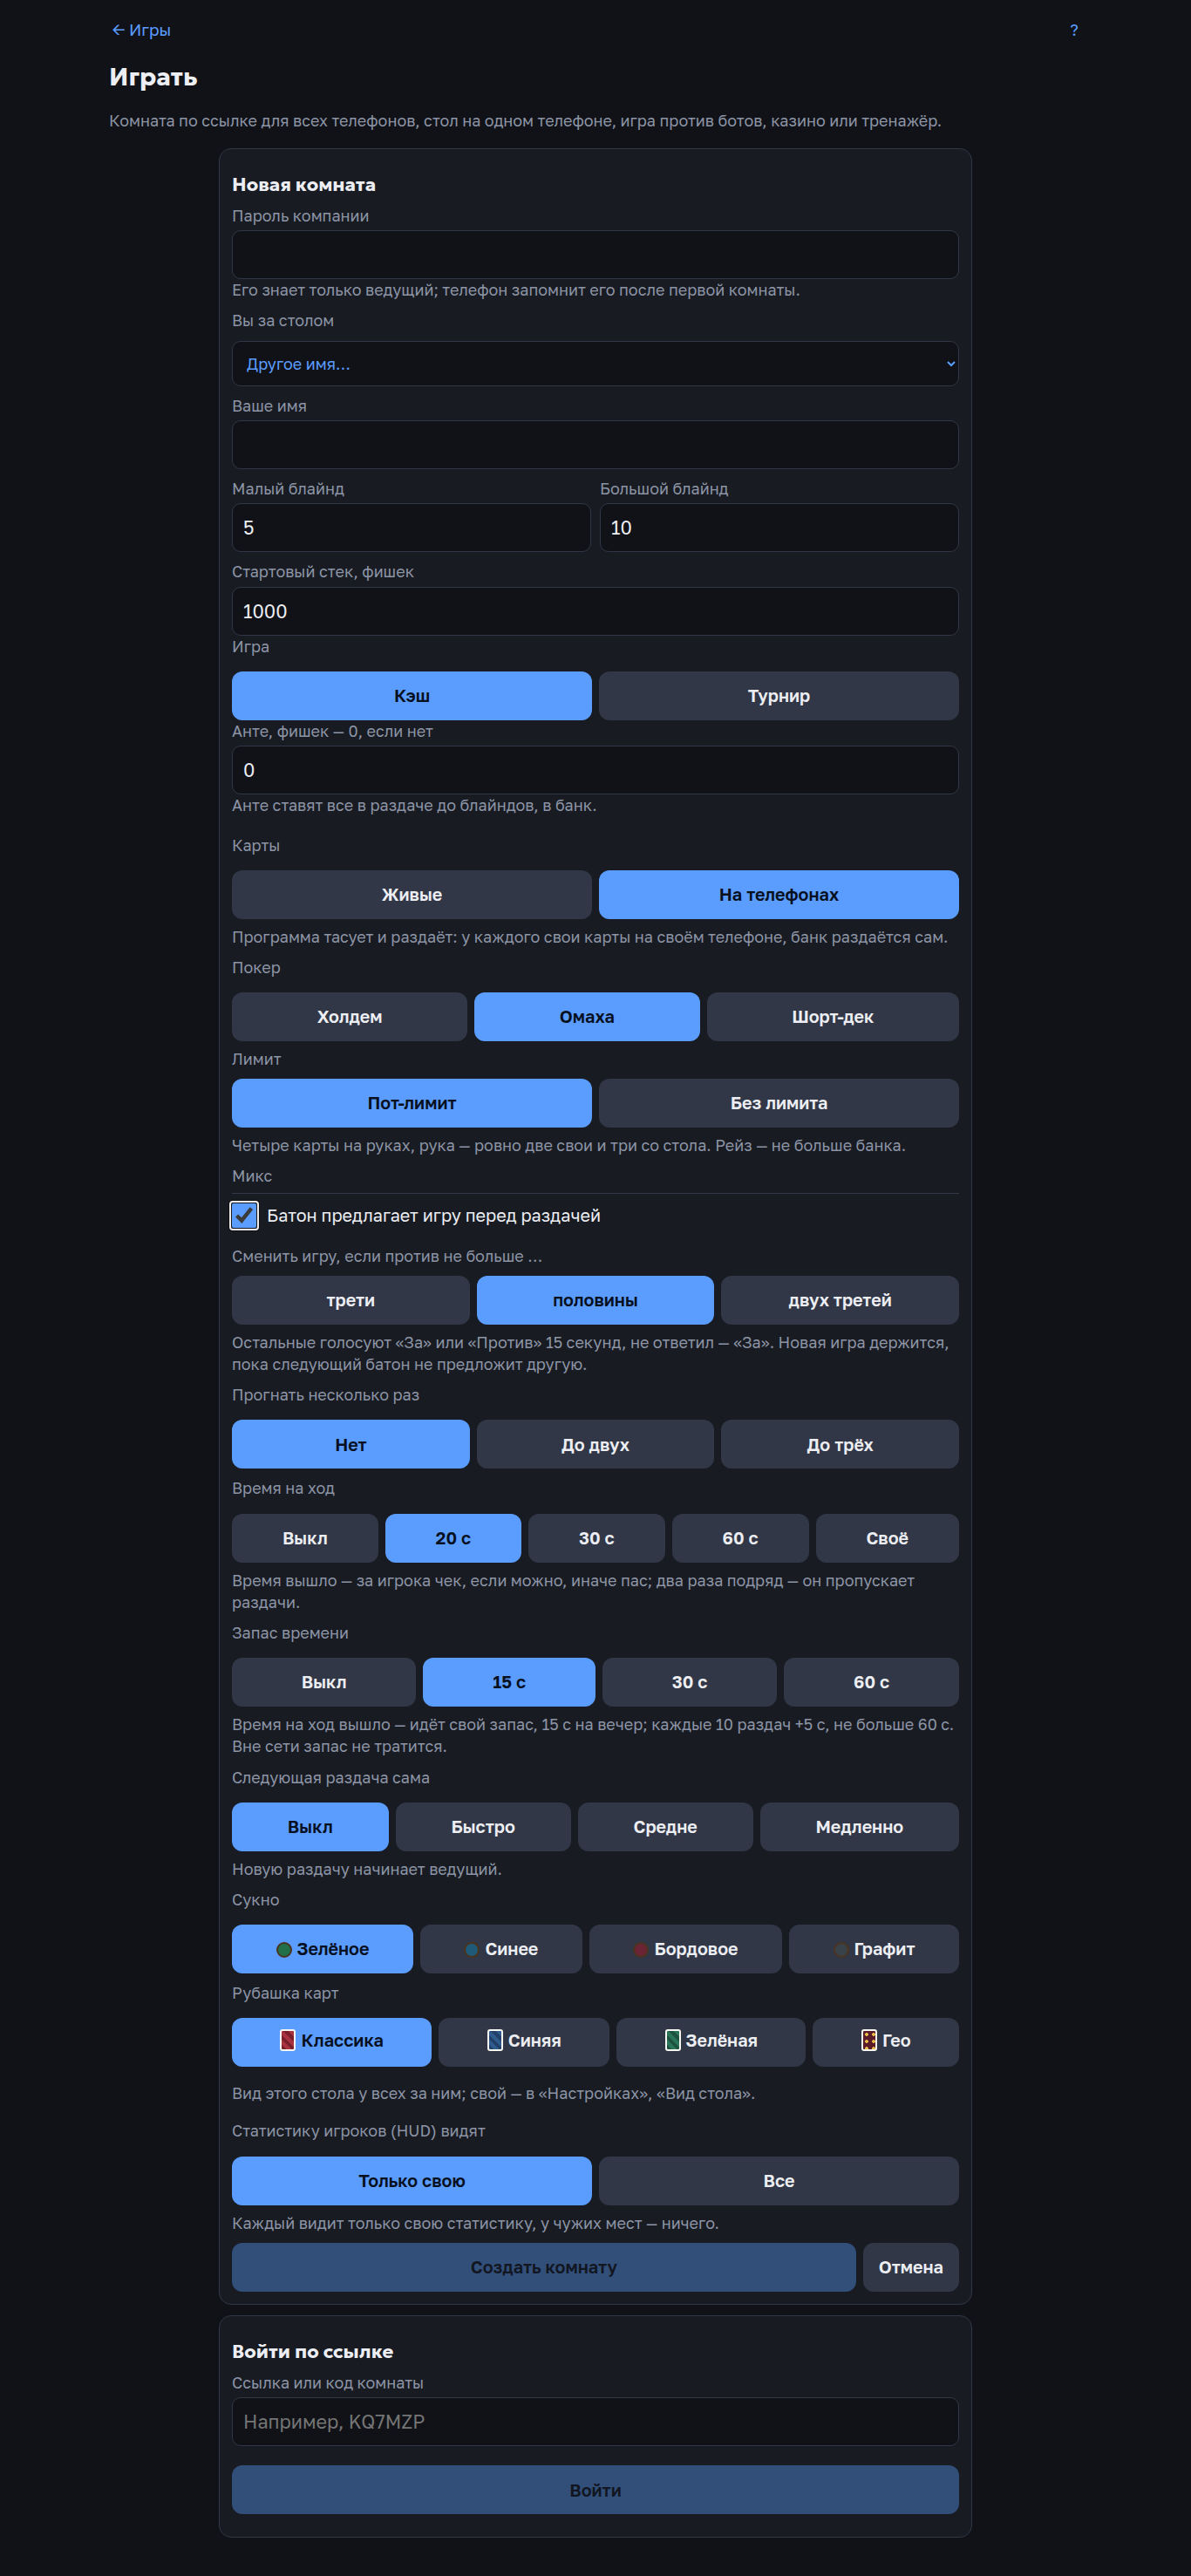 ← Игры
?
Играть
Комната по ссылке для всех телефонов, стол на одном телефоне, игра против ботов, казино или тренажёр.
Новая комната
Пароль компании
Его знает только ведущий; телефон запомнит его после первой комнаты.
Вы за столом
Другое имя…
Ваше имя
Малый блайнд Большой блайнд
5 10
Стартовый стек, фишек
1000
Игра
Кэш Турнир
Анте, фишек — 0, если нет
0
Анте ставят все в раздаче до блайндов, в банк.
Карты
Живые На телефонах
Программа тасует и раздаёт: у каждого свои карты на своём телефоне, банк раздаётся сам.
Покер
Холдем Омаха Шорт-дек
Лимит
Пот-лимит Без лимита
Четыре карты на руках, рука — ровно две свои и три со стола. Рейз — не больше банка.
Микс
Батон предлагает игру перед раздачей
Сменить игру, если против не больше …
трети половины двух третей
Остальные голосуют «За» или «Против» 15 секунд, не ответил — «За». Новая игра держится,
пока следующий батон не предложит другую.
Прогнать несколько раз
Нет До двух До трёх
Время на ход
Выкл 20 с 30 с 60 с Своё
Время вышло — за игрока чек, если можно, иначе пас; два раза подряд — он пропускает
раздачи.
Запас времени
Выкл 15 с 30 с 60 с
Время на ход вышло — идёт свой запас, 15 с на вечер; каждые 10 раздач +5 с, не больше 60 с.
Вне сети запас не тратится.
Следующая раздача сама
Выкл Быстро Средне Медленно
Новую раздачу начинает ведущий.
Сукно
Зелёное Синее Бордовое Графит
Рубашка карт
Классика Синяя Зелёная Гео
Вид этого стола у всех за ним; свой — в «Настройках», «Вид стола».
Статистику игроков (HUD) видят
Только свою Все
Каждый видит только свою статистику, у чужих мест — ничего.
Создать комнату Отмена
Войти по ссылке
Ссылка или код комнаты
Например, KQ7MZP
Войти